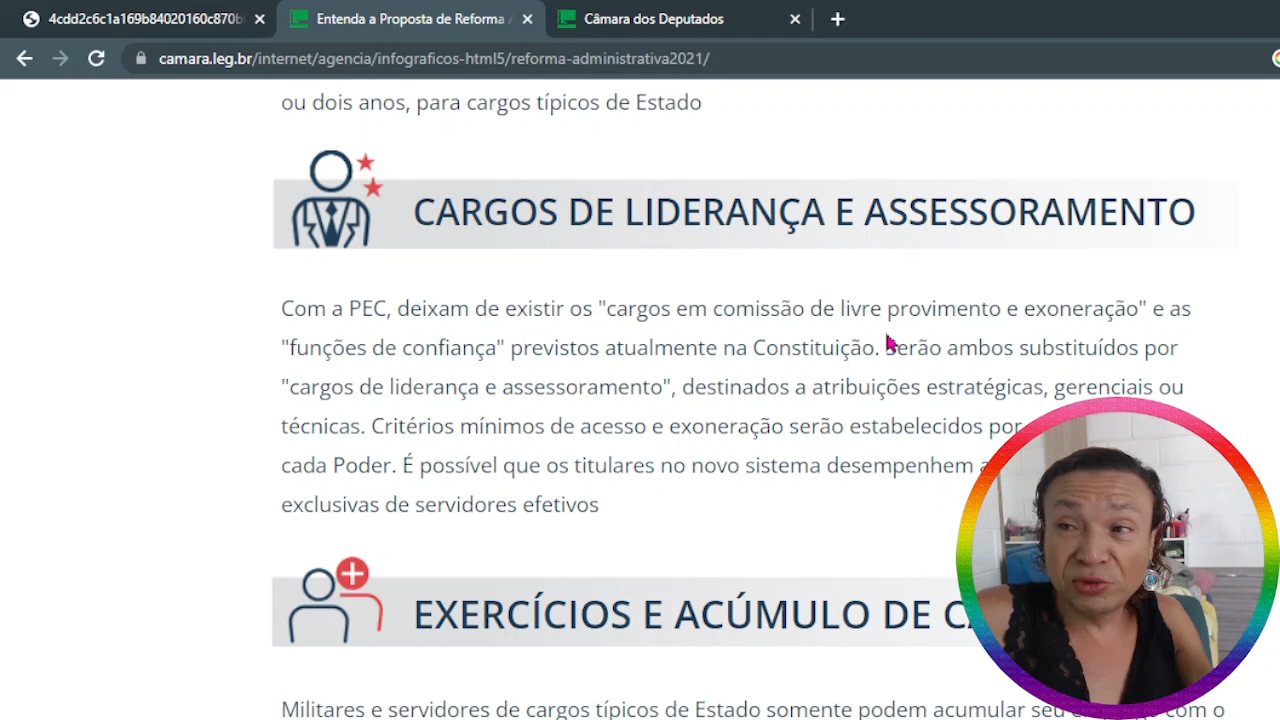 4cdd2c6c1a169b84020160c870b
Entenda a Proposta de Reforma
Câmara dos Deputados
camara.leg.br/internet/agencia/infograficos-html5/reforma-administrativa2021/
ou dois anos, para cargos típicos de Estado
CARGOS DE LIDERANÇA E ASSESSORAMENTO
Com a PEC, deixam de existir os "cargos em comissão de livre provimento e exoneração" e as
"funções de confiança" previstos atualmente na Constituição. Serão ambos substituídos por
"cargos de liderança e assessoramento", destinados a atribuições estratégicas, gerenciais ou
técnicas. Critérios mínimos de acesso e exoneração serão estabelecidos por
cada Poder. É possível que os titulares no novo sistema desempenhem
exclusivas de servidores efetivos
EXERCÍCIOS E ACÚMULO DE
Militares e servidores de cargos típicos de Estado somente podem acumular com o